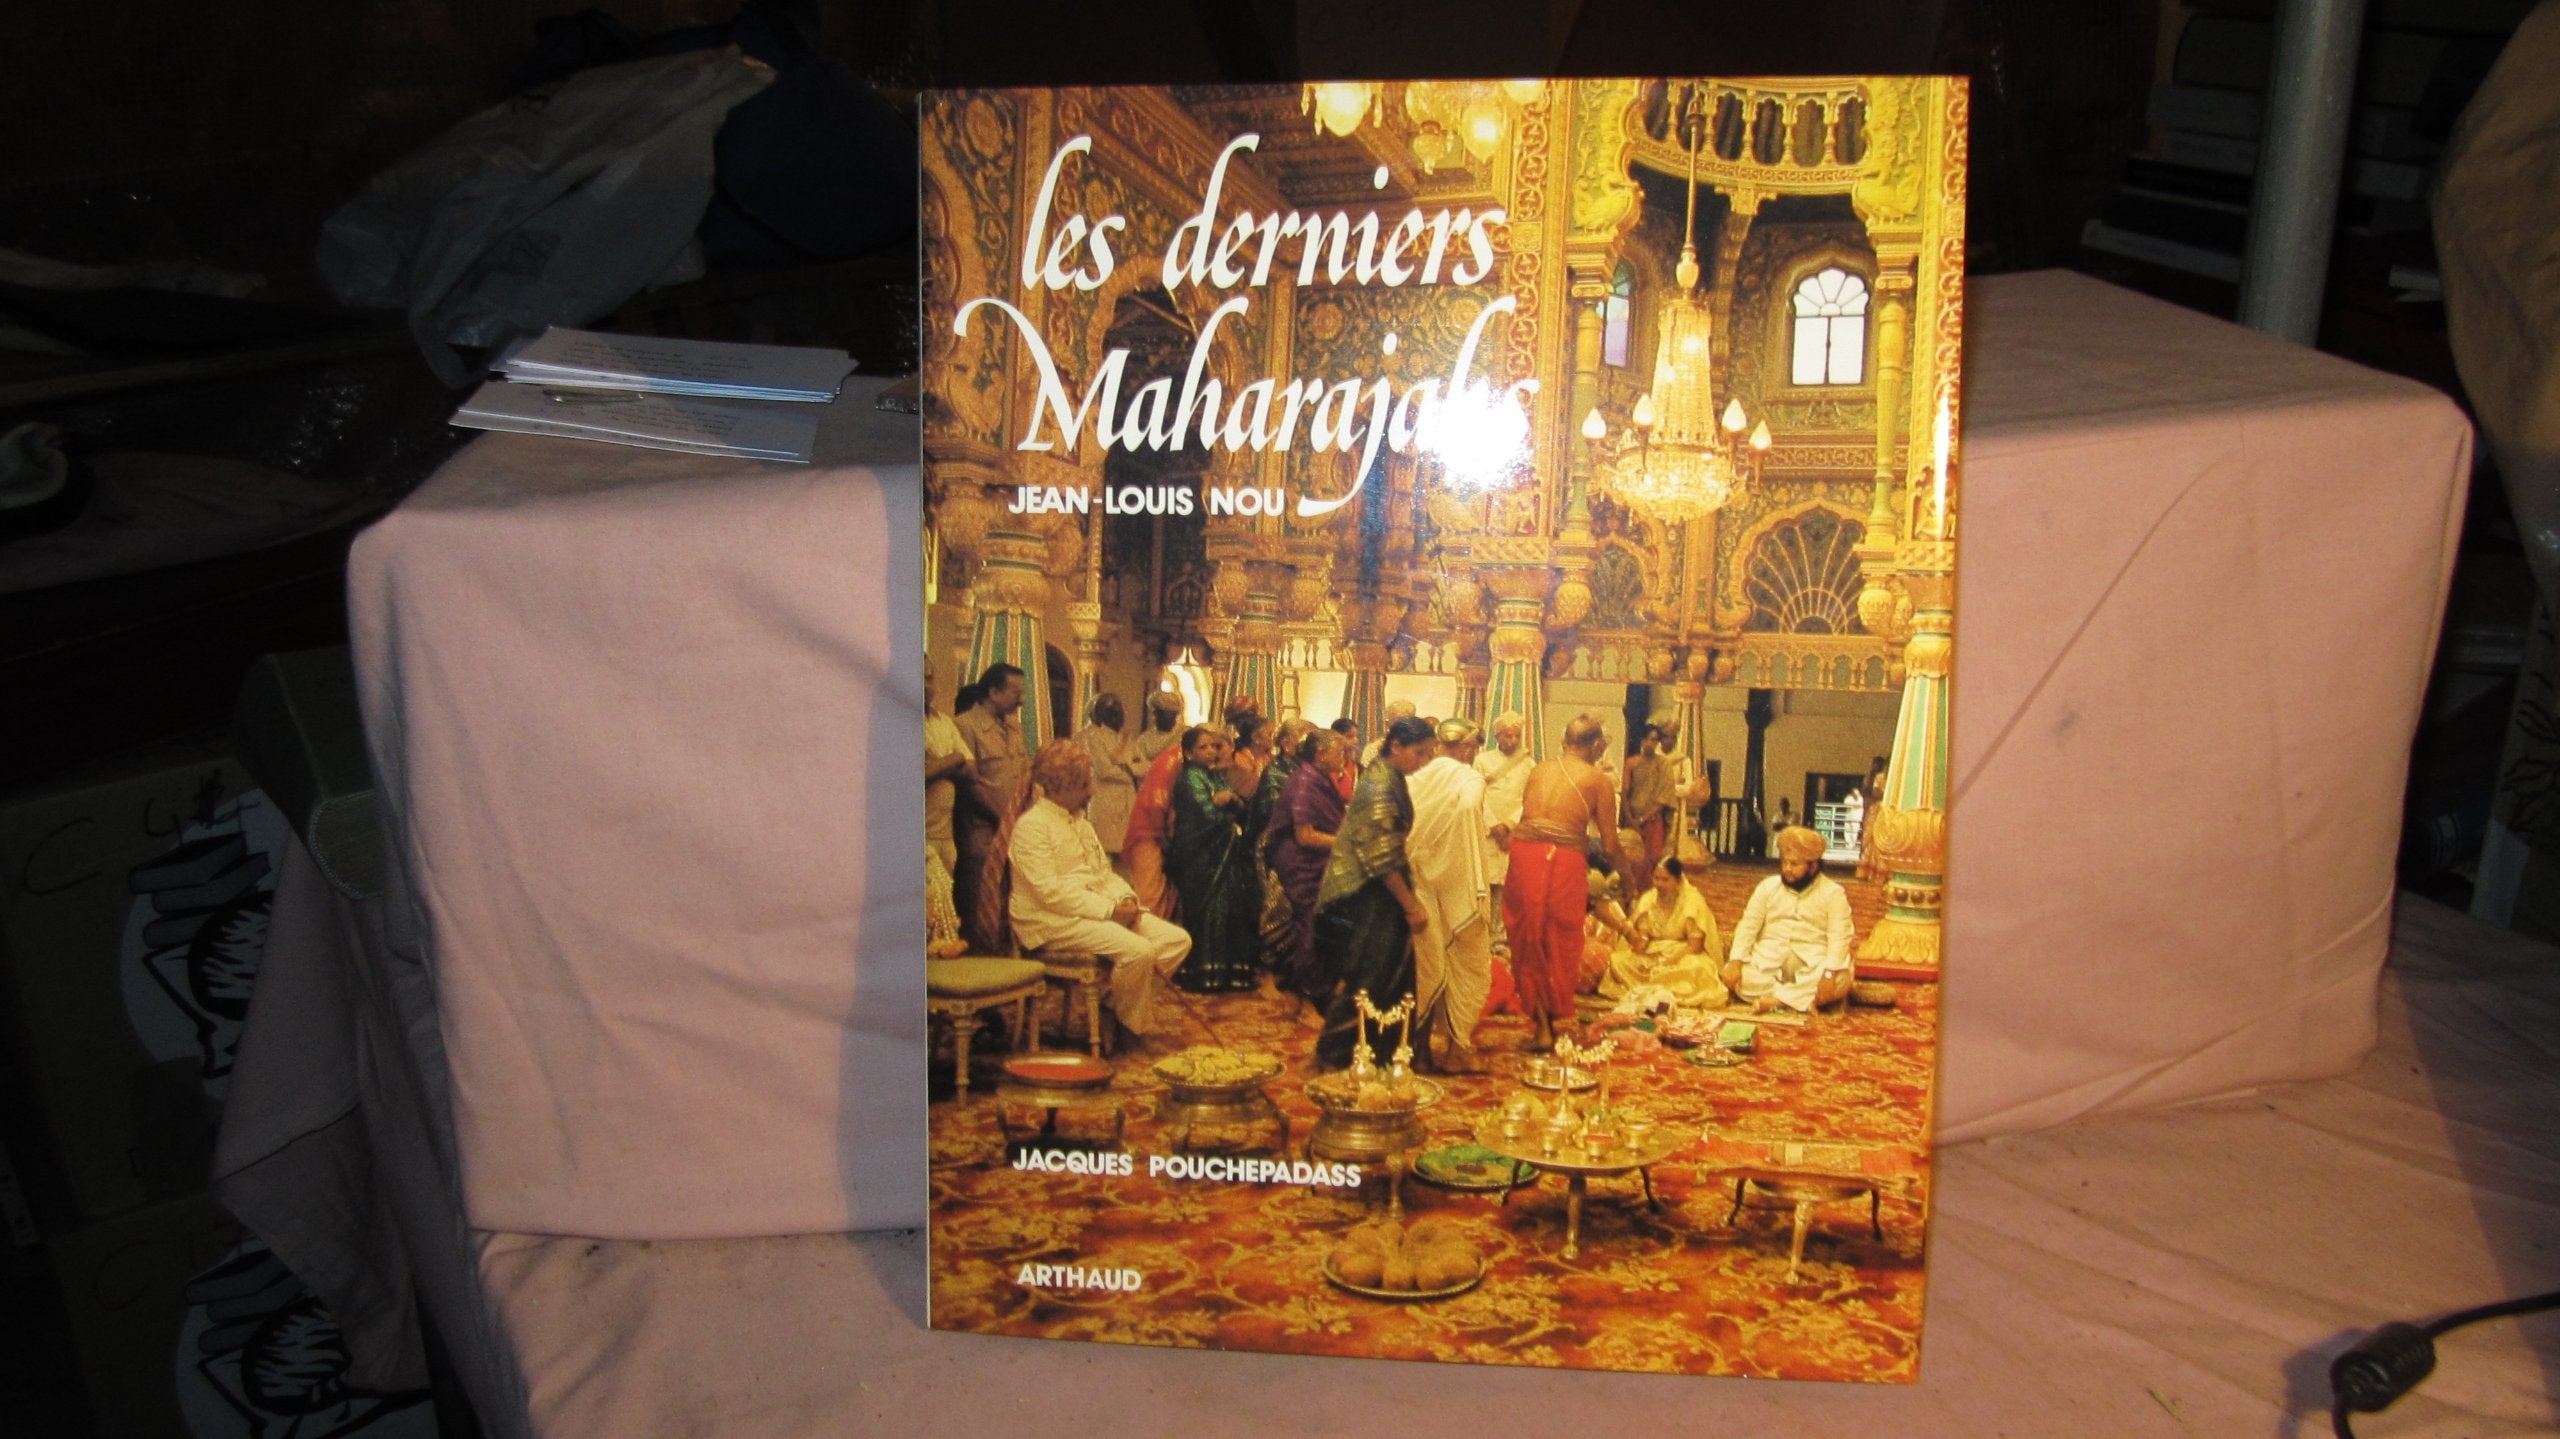 les derniers
Maharajahs
JEAN-LOUIS NOU
JACQUES POUCHEPADASS
ARTHAUD